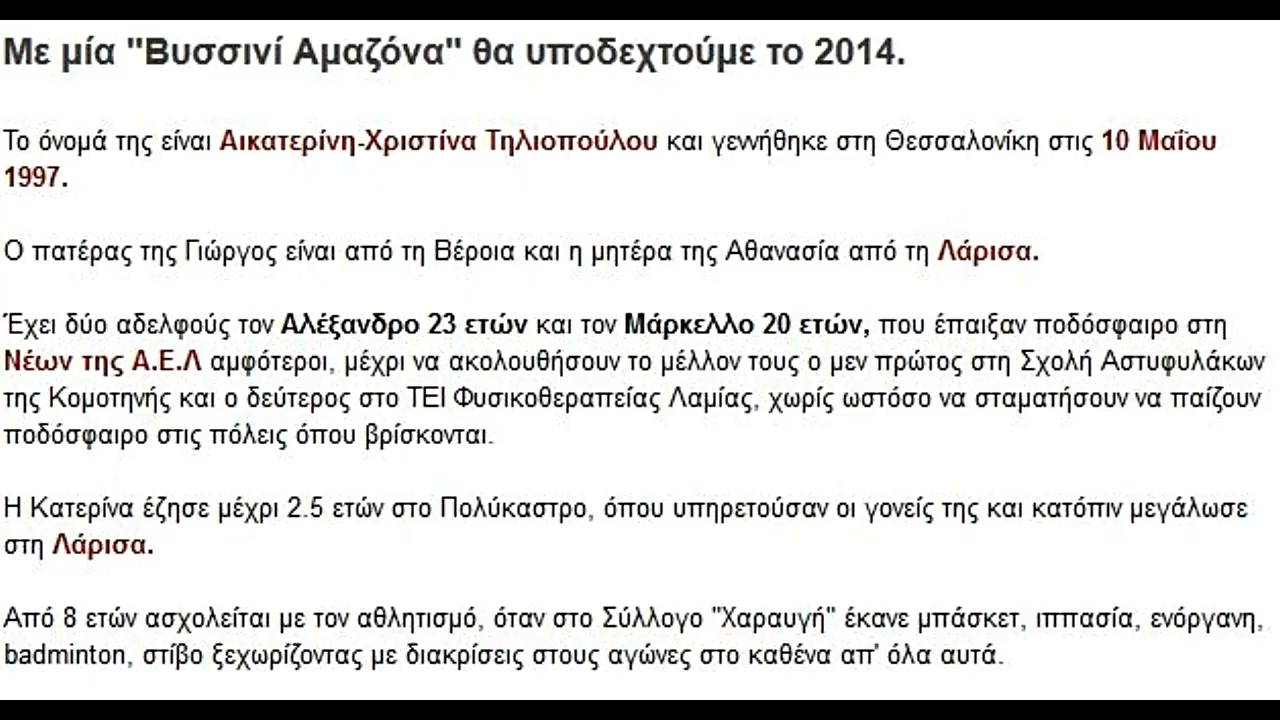 Με μία "Βυσσινί Αμαζόνα" θα υποδεχτούμε το 2014.
Το όνομά της είναι Αικατερίνη-Χριστίνα Τηλιοπούλου και γεννήθηκε στη Θεσσαλονίκη στις 10 Μαΐου
1997.
Ο πατέρας της Γιώργος είναι από τη Βέροια και η μητέρα της Αθανασία από τη Λάρισα.
Έχει δύο αδελφούς τον Αλέξανδρο 23 ετών και τον Μάρκελλο 20 ετών, που έπαιξαν ποδόσφαιρο στη
Νέων της Α.Ε.Λ αμφότεροι, μέχρι να ακολουθήσουν το μέλλον τους ο μεν πρώτος στη Σχολή Αστυφυλάκων
της Κομοτηνής και ο δεύτερος στο ΤΕΙ Φυσικοθεραπείας Λαμίας, χωρίς ωστόσο να σταματήσουν να παίζουν
ποδόσφαιρο στις πόλεις όπου βρίσκονται.
Η Κατερίνα έζησε μέχρι 2.5 ετών στο Πολύκαστρο, όπου υπηρετούσαν οι γονείς της και κατόπιν μεγάλωσε
στη Λάρισα.
Από 8 ετών ασχολείται με τον αθλητισμό, όταν στο Σύλλογο "Χαραυγή" έκανε μπάσκετ, ιππασία, ενόργανη,
badminton, στίβο ξεχωρίζοντας με διακρίσεις στους αγώνες στο καθένα απ' όλα αυτά.